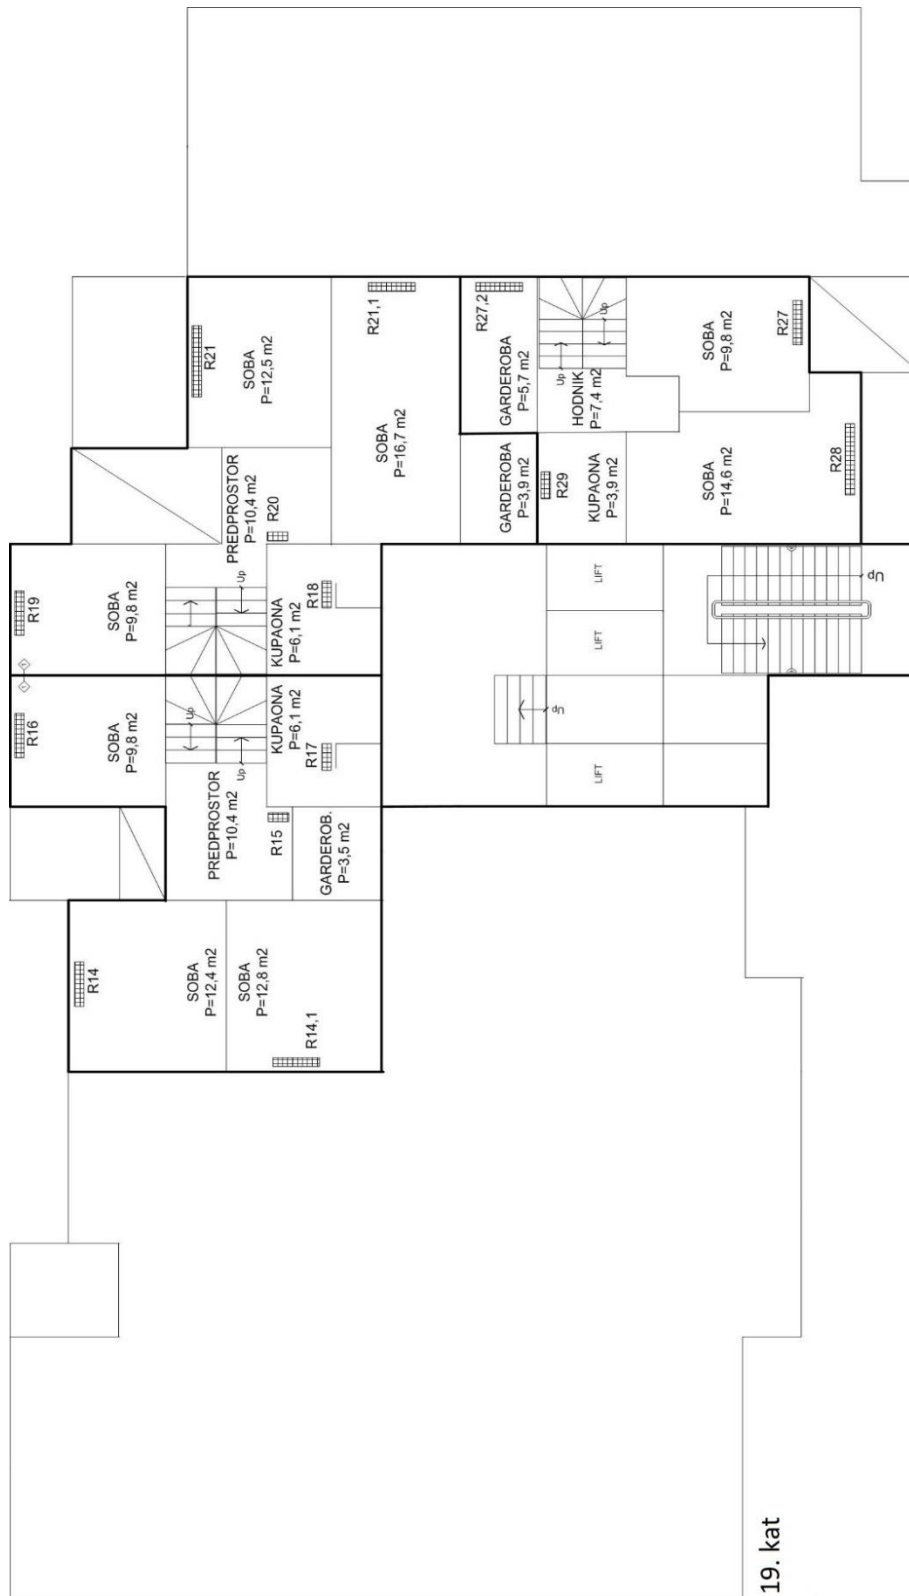 R21
SOBA
P=12,5 m2
R21,1
SOBA
P=16,7 m2
R27,2
GARDEROBA
P=5,7 m2
GARDEROBA
P=3,9 m2
Up
Up
HODNIK
P=7,4 m2
R29
KUPAONA
P=3,9 m2
SOBA
P=9,8 m2
R27
SOBA
P=14,6 m2
R28
PREDPROSTOR
P=10,4 m2
R20
R19
SOBA
P=9,8 m2
Up
KUPAONA
P=6,1 m2
R18
R16
SOBA
P=9,8 m2
Up
Up
KUPAONA
P=6,1 m2
R17
PREDPROSTOR
P=10,4 m2
R15
GARDEROB.
P=3,5 m2
R14
SOBA
P=12,4 m2
SOBA
P=12,8 m2
R14,1
LIFT
LIFT
LIFT
Up
Up
19. kat